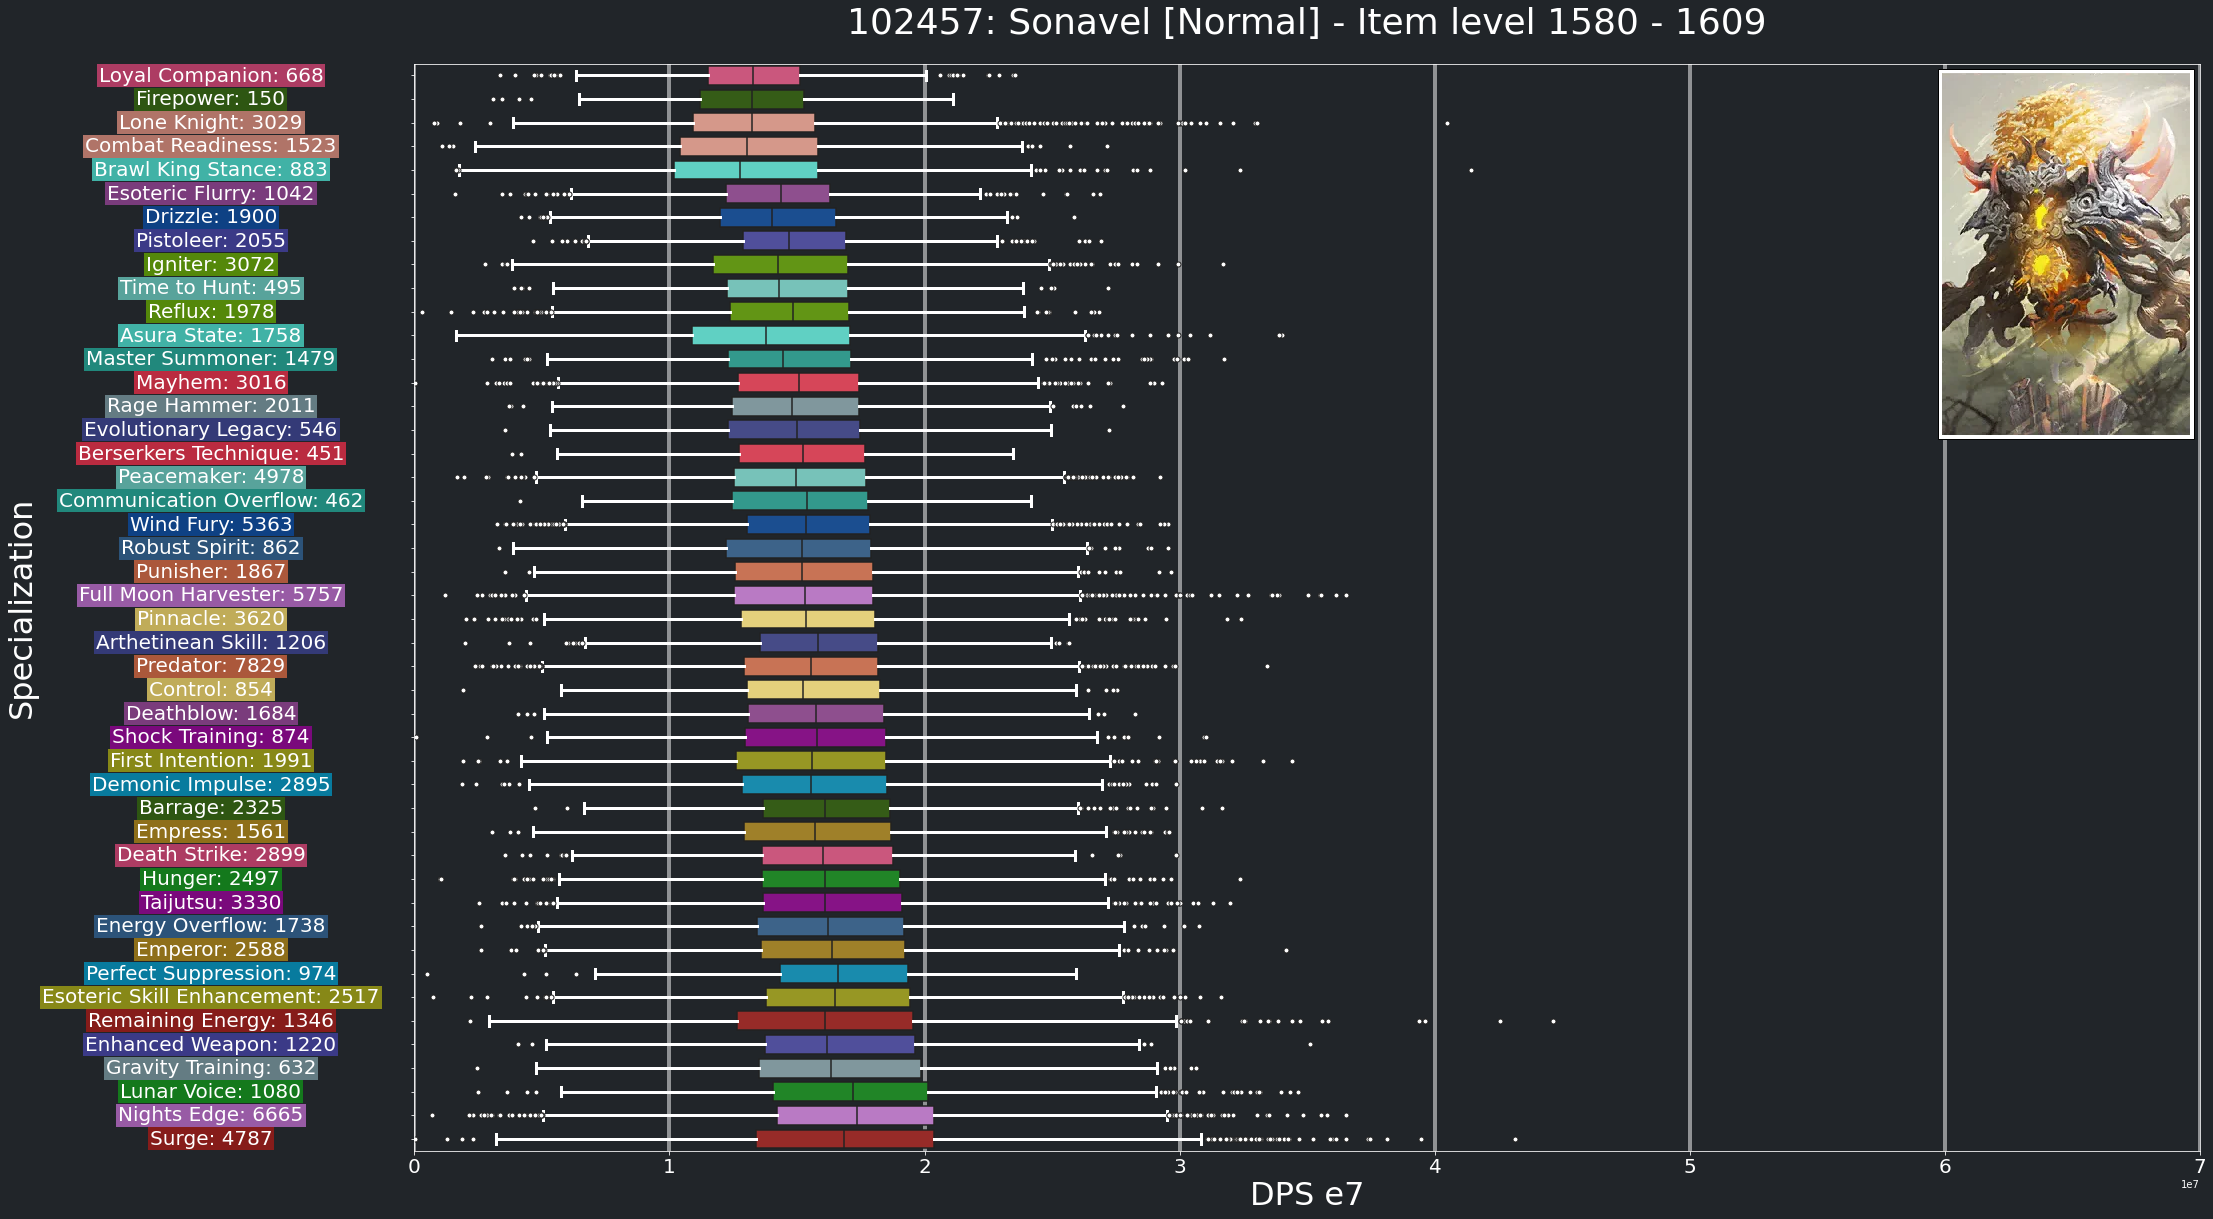 102457: Sonavel [Normal] - Item level 1580 - 1609
Loyal Companion: 668
Firepower: 150
Lone Knight: 3029
Combat Readiness: 1523
Brawl King Stance: 883
Esoteric Flurry: 1042
Drizzle: 1900
Pistoleer: 2055
Igniter: 3072
Time to Hunt: 495
Reflux: 1978
Asura State: 1758
Master Summoner: 1479
Mayhem: 3016
Rage Hammer: 2011
Evolutionary Legacy: 546
Berserkers Technique: 451
Peacemaker: 4978
Communication Overflow: 462
Wind Fury: 5363
Robust Spirit: 862
Punisher: 1867
Full Moon Harvester: 5757
Pinnacle: 3620
Arthetinean Skill: 1206
Predator: 7829
Control: 854
Deathblow: 1684
Shock Training: 874
First Intention: 1991
Demonic Impulse: 2895
Barrage: 2325
Empress: 1561
Death Strike: 2899
Hunger: 2497
Taijutsu: 3330
Energy Overflow: 1738
Emperor: 2588
Perfect Suppression: 974
Esoteric Skill Enhancement: 2517
Remaining Energy: 1346
Enhanced Weapon: 1220
Gravity Training: 632
Lunar Voice: 1080
Nights Edge: 6665
Surge: 4787
Specialization
0 1 2 3 4 5 6 7
1e7
DPS e7